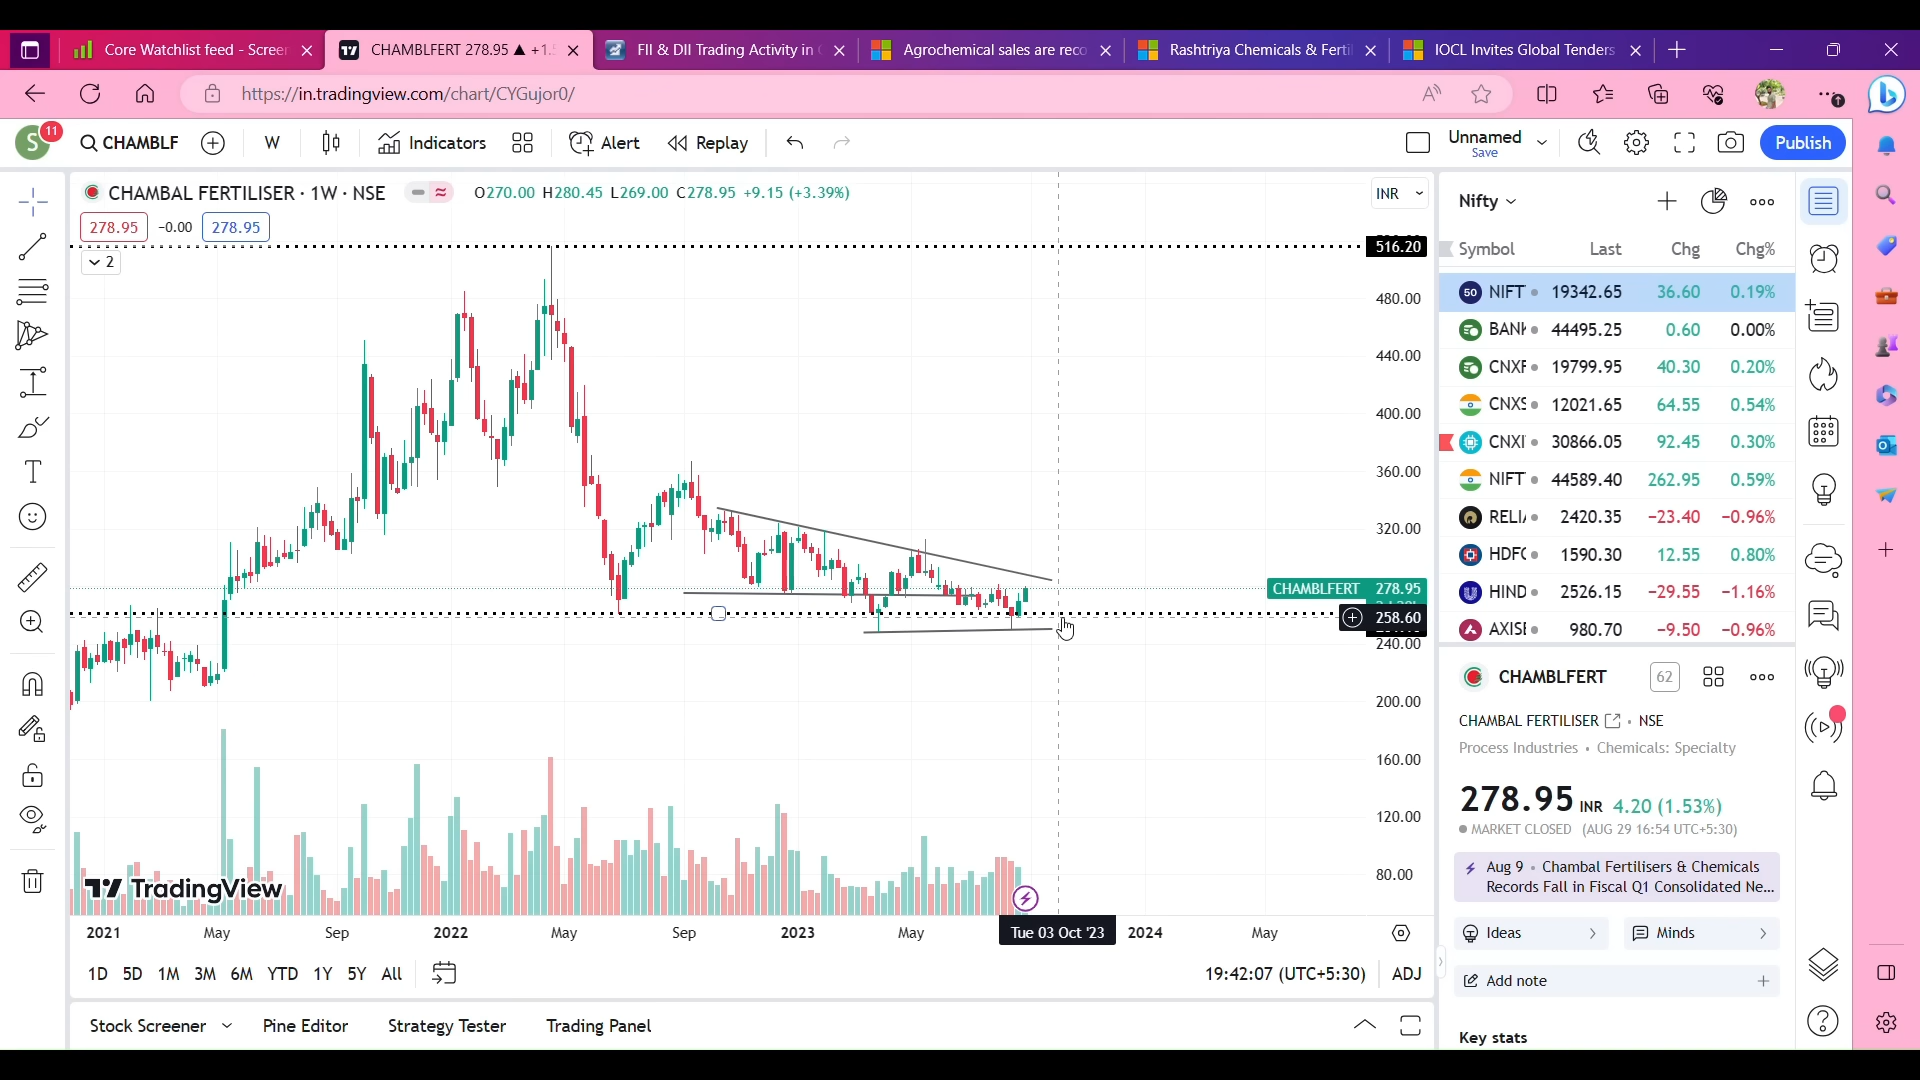 Core Watchlist feed - Screen
CHAMBLFERT 278.95 ▲ +1.5
FII & DII Trading Activity in
Agrochemical sales are reco
Rashtriya Chemicals & Ferti
IOCL Invites Global Tenders
https://in.tradingview.com/chart/CYGujor0/
S
11
CHAMBLF
W
Indicators
Alert
Replay
Unnamed
Save
Publish
CHAMBAL FERTILISER · 1W · NSE
O270.00 H280.45 L269.00 C278.95 +9.15 (+3.39%)
INR
278.95 -0.00 278.95
2
516.20
480.00
440.00
400.00
360.00
320.00
CHAMBLFERT 278.95
258.60
240.00
200.00
160.00
120.00
80.00
TradingView
2021 May Sep 2022 May Sep 2023 May Tue 03 Oct '23 2024 May
1D 5D 1M 3M 6M YTD 1Y 5Y All
19:42:07 (UTC+5:30) ADJ
Stock Screener Pine Editor Strategy Tester Trading Panel
Nifty
Symbol Last Chg Chg%
50 NIFT 19342.65 36.60 0.19%
BANK 44495.25 0.60 0.00%
CNXF 19799.95 40.30 0.20%
CNXS 12021.65 64.55 0.54%
CNXI 30866.05 92.45 0.30%
NIFT 44589.40 262.95 0.59%
RELI 2420.35 -23.40 -0.96%
HDFC 1590.30 12.55 0.80%
HIND 2526.15 -29.55 -1.16%
AXISI 980.70 -9.50 -0.96%
CHAMBLFERT 62
CHAMBAL FERTILISER · NSE
Process Industries • Chemicals: Specialty
278.95 INR 4.20 (1.53%)
MARKET CLOSED (AUG 29 16:54 UTC+5:30)
Aug 9 • Chambal Fertilisers & Chemicals
Records Fall in Fiscal Q1 Consolidated Ne...
Ideas Minds
Add note
Key stats